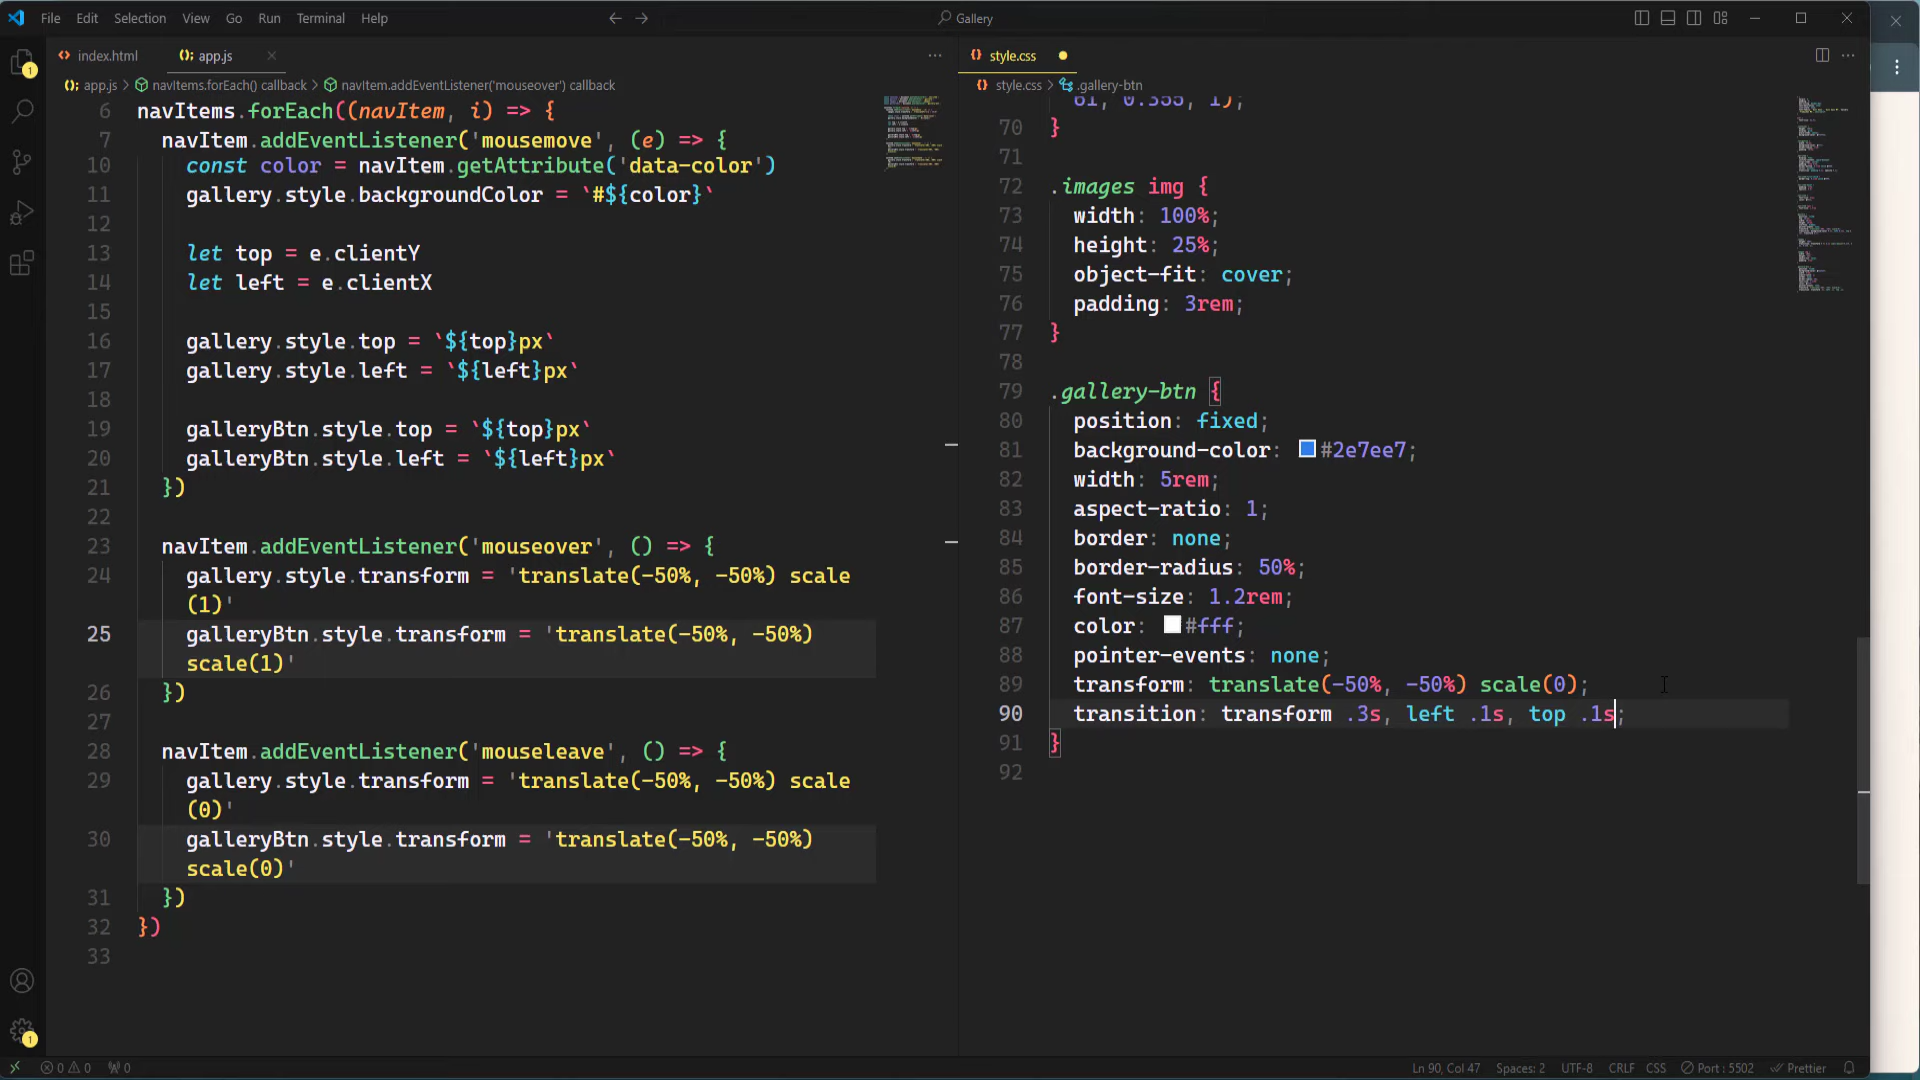 File Edit Selection View Go Run Terminal Help
Gallery
index.html app.js
app.js > navItems.forEach() callback > navItem.addEventListener('mouseover') callback
6 navItems.forEach((navItem, i) => {
7 navItem.addEventListener('mousemove', (e) => {
10 const color = navItem.getAttribute('data-color')
11 gallery.style.backgroundColor = `#${color}`
12
13 let top = e.clientY
14 let left = e.clientX
15
16 gallery.style.top = `${top}px`
17 gallery.style.left = `${left}px`
18
19 galleryBtn.style.top = `${top}px`
20 galleryBtn.style.left = `${left}px`
21 })
22
23 navItem.addEventListener('mouseover', () => {
24 gallery.style.transform = 'translate(-50%, -50%) scale
(1)'
25 galleryBtn.style.transform = 'translate(-50%, -50%)
scale(1)'
26 })
27
28 navItem.addEventListener('mouseleave', () => {
29 gallery.style.transform = 'translate(-50%, -50%) scale
(0)'
30 galleryBtn.style.transform = 'translate(-50%, -50%)
scale(0)'
31 })
32 })
33
style.css
style.css > .gallery-btn
61, 0.355, 1);
70 }
71
72 .images img {
73 width: 100%;
74 height: 25%;
75 object-fit: cover;
76 padding: 3rem;
77 }
78
79 .gallery-btn {
80 position: fixed;
81 background-color: #2e7ee7;
82 width: 5rem;
83 aspect-ratio: 1;
84 border: none;
85 border-radius: 50%;
86 font-size: 1.2rem;
87 color: #fff;
88 pointer-events: none;
89 transform: translate(-50%, -50%) scale(0);
90 transition: transform .3s, left .1s, top .1s;
91 }
92
1
1
0 0 0
Ln 90, Col 47 Spaces: 2 UTF-8 CRLF CSS Port : 5502 Prettier